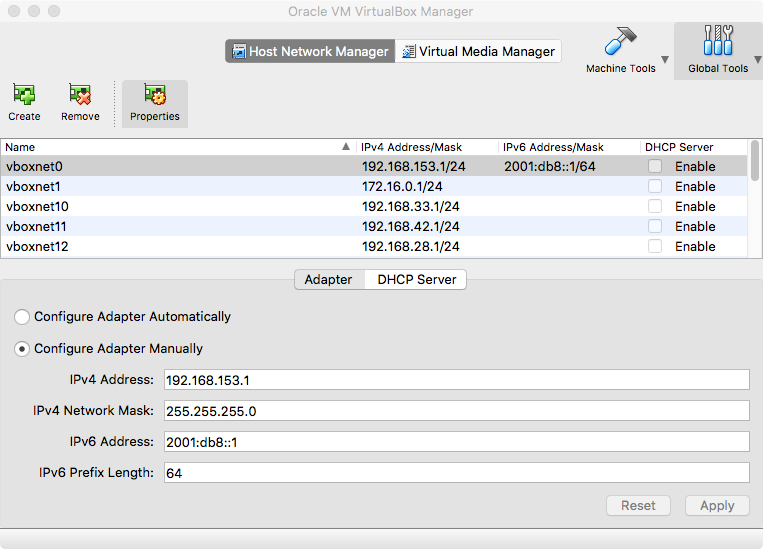 Oracle VM VirtualBox Manager
Host Network Manager Virtual Media Manager
Machine Tools Global Tools
Create Remove Properties
Name IPv4 Address/Mask IPv6 Address/Mask DHCP Server
vboxnet0 192.168.153.1/24 2001:db8::1/64 Enable
vboxnet1 172.16.0.1/24 Enable
vboxnet10 192.168.33.1/24 Enable
vboxnet11 192.168.42.1/24 Enable
vboxnet12 192.168.28.1/24 Enable
Adapter DHCP Server
Configure Adapter Automatically
Configure Adapter Manually
IPv4 Address: 192.168.153.1
IPv4 Network Mask: 255.255.255.0
IPv6 Address: 2001:db8::1
IPv6 Prefix Length: 64
Reset Apply